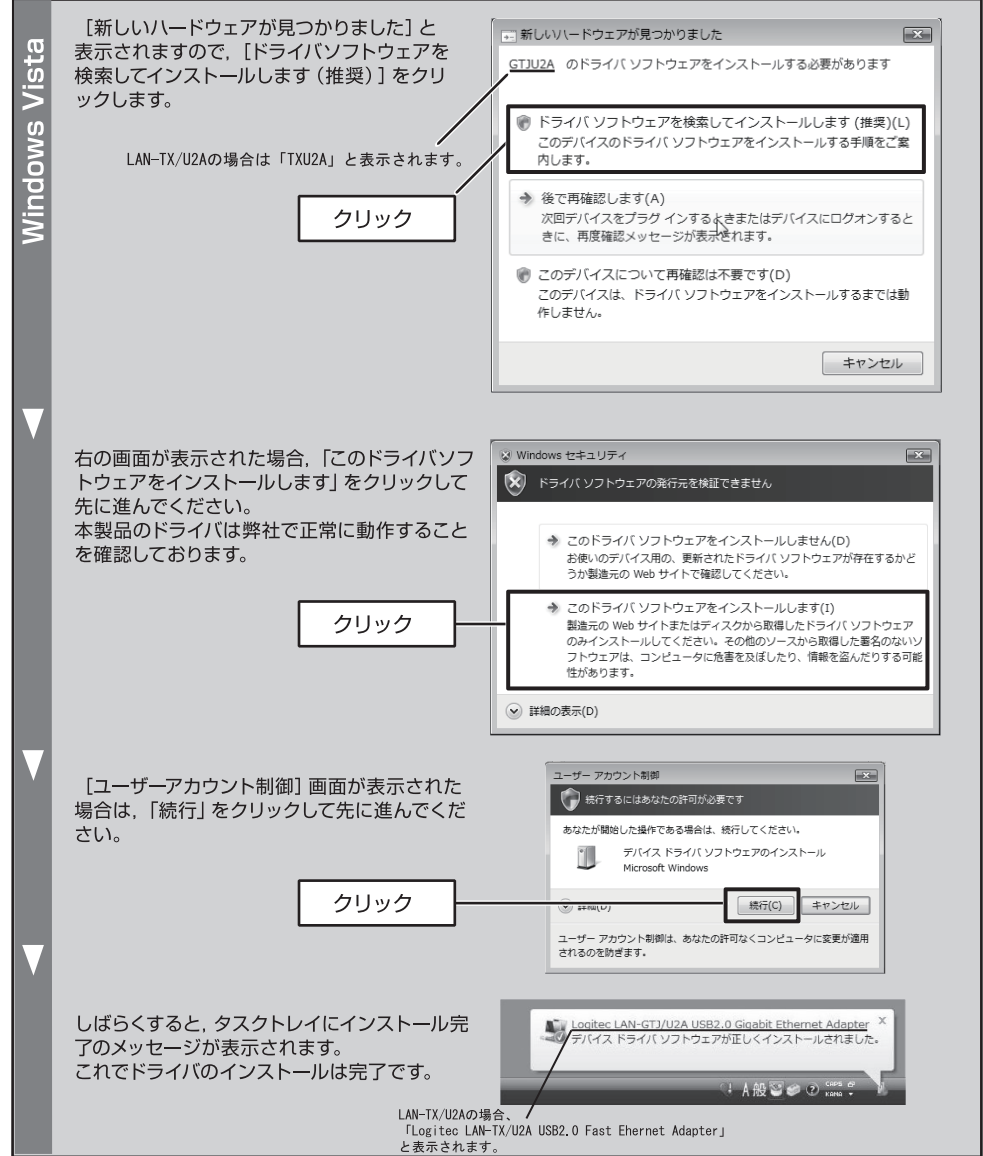 Windows Vista
［新しいハードウェアが見つかりました］と
表示されますので,［ドライバソフトウェアを
検索してインストールします（推奨）］をクリ
ックします。
LAN-TX/U2Aの場合は「TXU2A」と表示されます。
クリック
新しいハードウェアが見つかりました
GTJU2A のドライバ ソフトウェアをインストールする必要があります
ドライバ ソフトウェアを検索してインストールします (推奨)(L)
このデバイスのドライバ ソフトウェアをインストールする手順をご案
内します。
後で再確認します(A)
次回デバイスをプラグ インするときまたはデバイスにログオンすると
きに、再度確認メッセージが表示されます。
このデバイスについて再確認は不要です(D)
このデバイスは、ドライバ ソフトウェアをインストールするまでは動
作しません。
キャンセル
右の画面が表示された場合,「このドライバソフ
トウェアをインストールします」をクリックして
先に進んでください。
本製品のドライバは弊社で正常に動作すること
を確認しております。
クリック
Windows セキュリティ
ドライバ ソフトウェアの発行元を検証できません
このドライバ ソフトウェアをインストールしません(D)
お使いのデバイス用の、更新されたドライバ ソフトウェアが存在するかど
うか製造元の Web サイトで確認してください。
このドライバ ソフトウェアをインストールします(I)
製造元の Web サイトまたはディスクから取得したドライバ ソフトウェア
のみインストールしてください。その他のソースから取得した署名のないソ
フトウェアは、コンピュータに危害を及ぼしたり、情報を盗んだりする可能
性があります。
詳細の表示(D)
［ユーザーアカウント制御］画面が表示された
場合は,「続行」をクリックして先に進んでくだ
さい。
クリック
ユーザー アカウント制御
続行するにはあなたの許可が必要です
あなたが開始した操作である場合は、続行してください。
デバイス ドライバ ソフトウェアのインストール
Microsoft Windows
詳細(D)
続行(C)
キャンセル
ユーザー アカウント制御は、あなたの許可なくコンピュータに変更が適用
されるのを防ぎます。
しばらくすると, タスクトレイにインストール完
了のメッセージが表示されます。
これでドライバのインストールは完了です。
Logitec LAN-GTJ/U2A USB2.0 Gigabit Ethernet Adapter
デバイス ドライバ ソフトウェアが正しくインストールされました。
A 般 CAPS
KANA
LAN-TX/U2Aの場合、
「Logitec LAN-TX/U2A USB2.0 Fast Ehernet Adapter」
と表示されます。